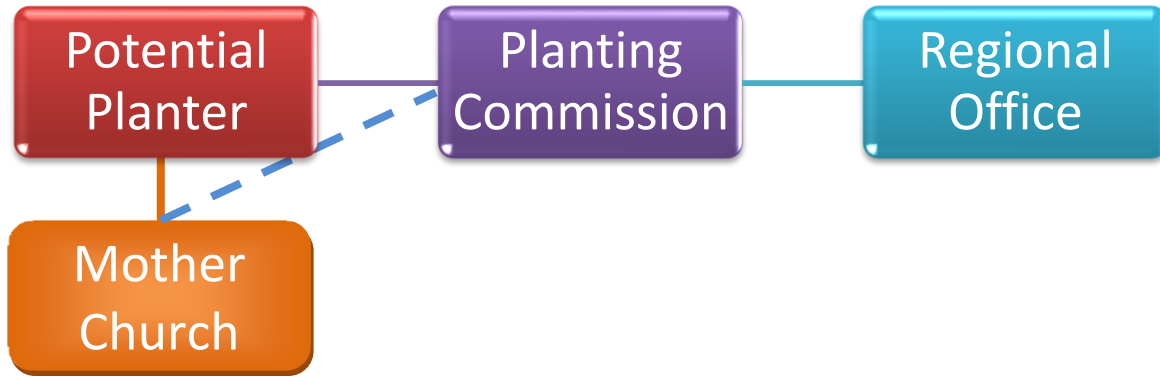 Potential
Planter
Planting
Commission
Regional
Office
Mother
Church